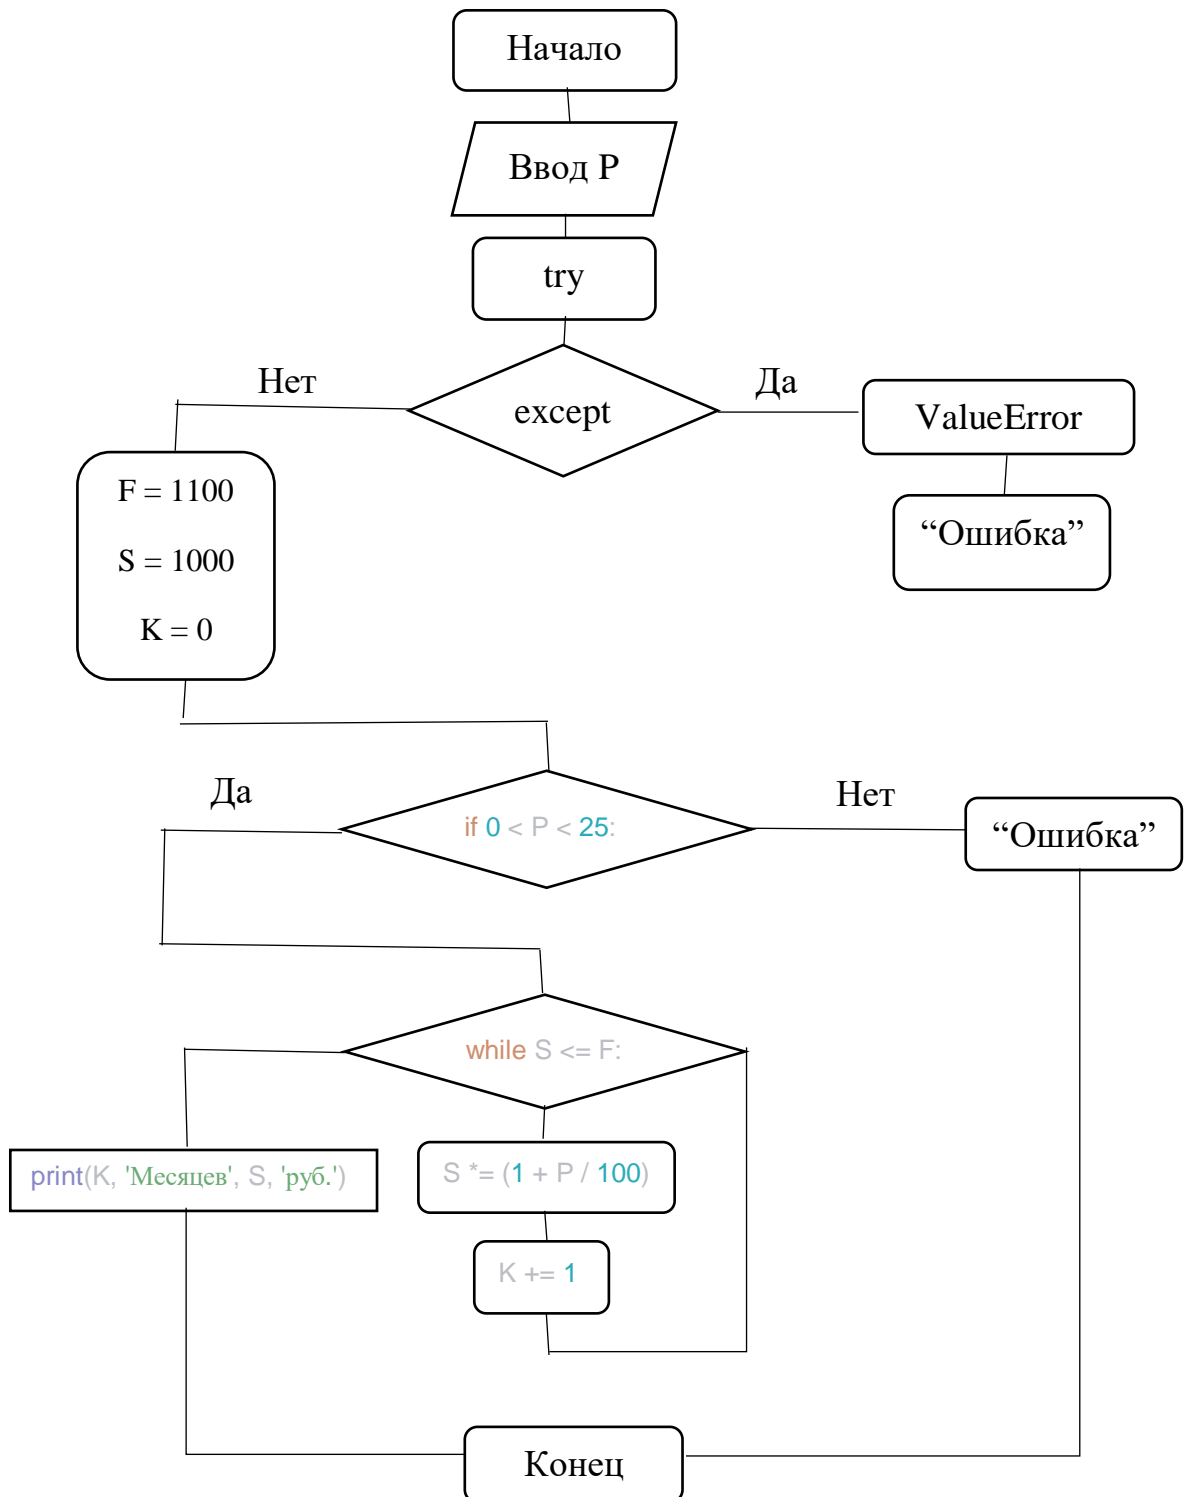 Начало
Ввод P
try
Нет
Да
except
ValueError
“Ошибка”
F = 1100
S = 1000
K = 0
Да
Нет
if 0 < P < 25:
“Ошибка”
while S <= F:
print(K, 'Месяцев', S, 'руб.')
S *= (1 + P / 100)
K += 1
Конец